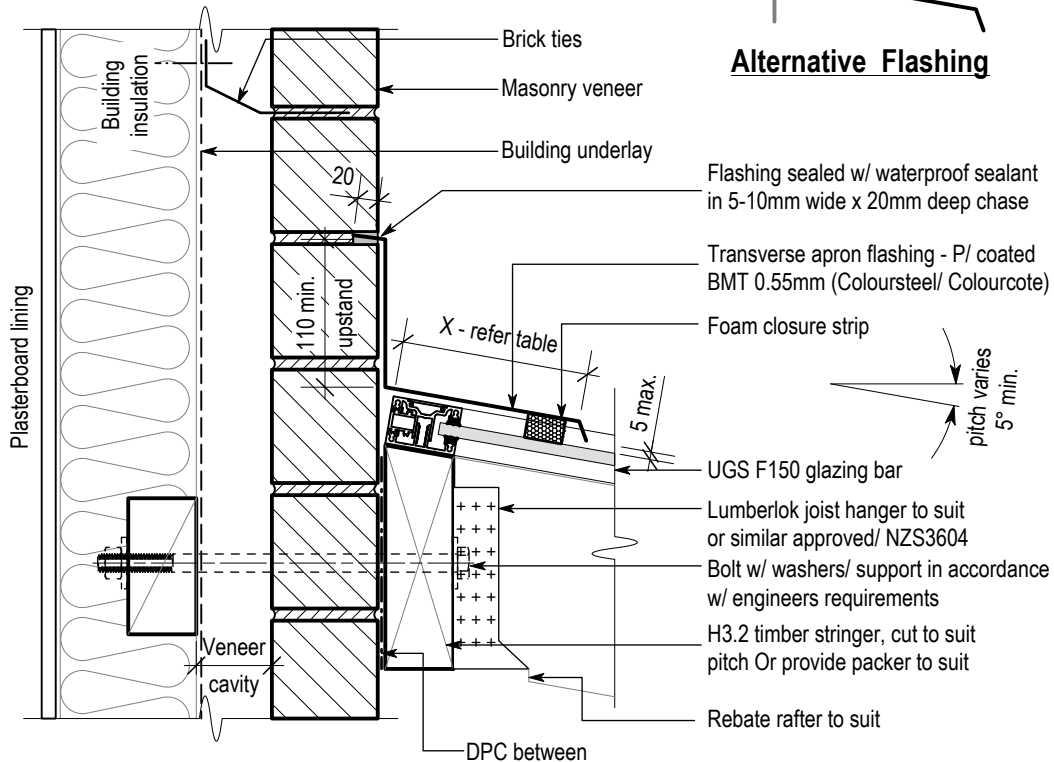 Alternative Flashing
Brick ties
Masonry veneer
Building underlay
Flashing sealed w/ waterproof sealant
in 5-10mm wide x 20mm deep chase
Transverse apron flashing - P/ coated
BMT 0.55mm (Coloursteel/ Colourcote)
Foam closure strip
UGS F150 glazing bar
Lumberlok joist hanger to suit
or similar approved/ NZS3604
Bolt w/ washers/ support in accordance
w/ engineers requirements
H3.2 timber stringer, cut to suit
pitch Or provide packer to suit
Rebate rafter to suit
DPC between
Veneer
cavity
Plasterboard lining
Building
insulation
20
110 min.
upstand
X - refer table
5 max.
pitch varies
5° min.